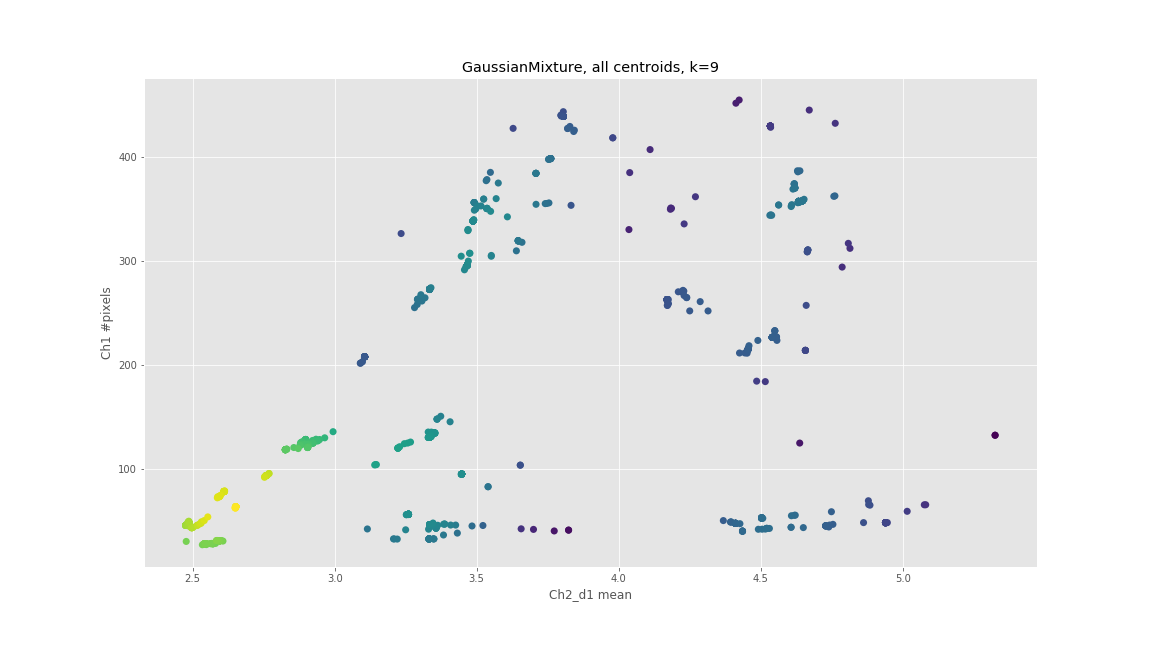 GaussianMixture, all centroids, k=9
400
300
200
100
Ch1 #pixels
2.5 3.0 3.5 4.0 4.5 5.0
Ch2_d1 mean